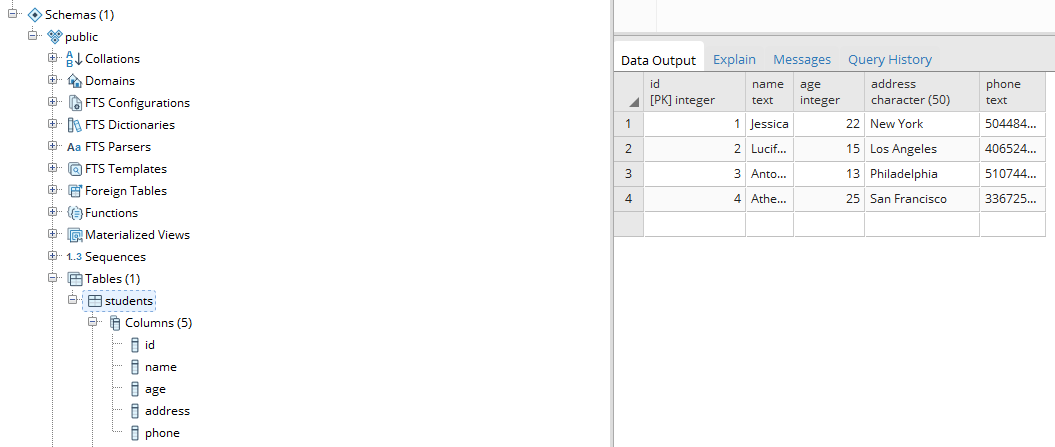 Schemas (1)
public
Collations
Domains
FTS Configurations
FTS Dictionaries
Aa FTS Parsers
FTS Templates
Foreign Tables
Functions
Materialized Views
1..3 Sequences
Tables (1)
students
Columns (5)
id
name
age
address
phone
Data Output Explain Messages Query History
id name age address phone
[PK] integer text integer character (50) text
1 1 Jessica 22 New York 504484...
2 2 Lucif... 15 Los Angeles 406524...
3 3 Anto... 13 Philadelphia 510744...
4 4 Athe... 25 San Francisco 336725...